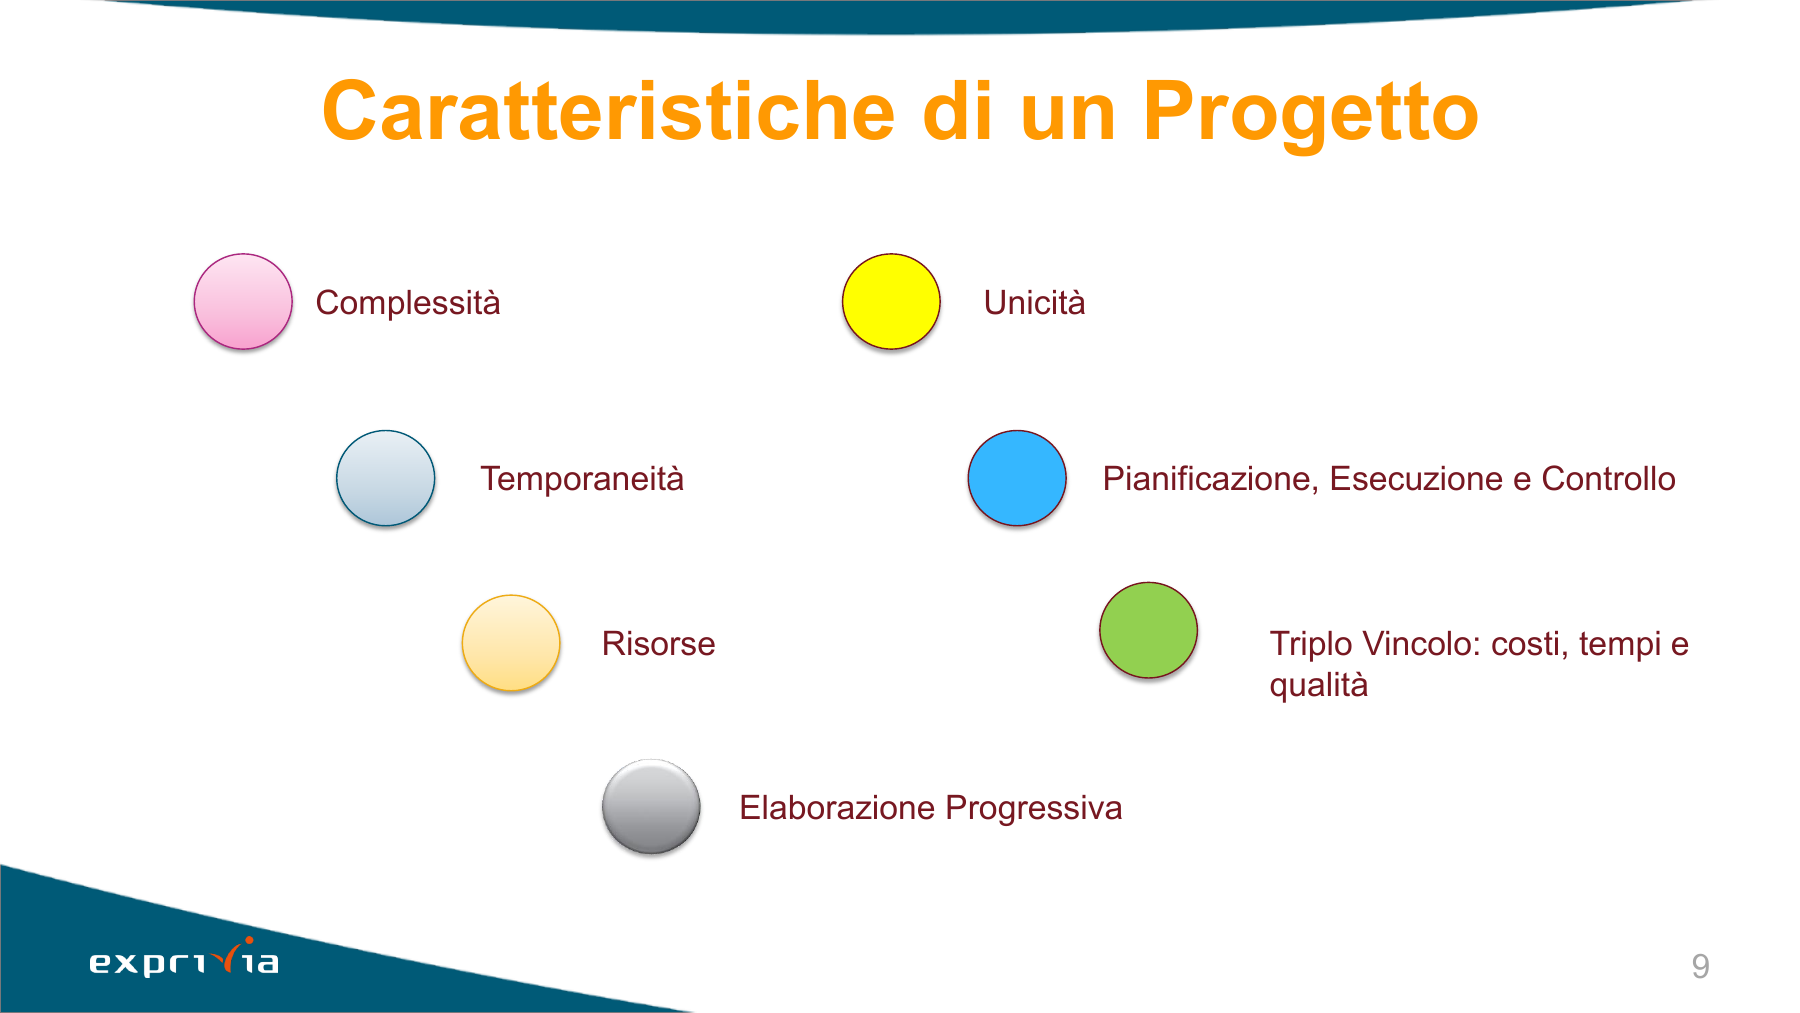 Caratteristiche di un Progetto
Complessità
Unicità
Temporaneità
Pianificazione, Esecuzione e Controllo
Risorse
Triplo Vincolo: costi, tempi e
qualità
Elaborazione Progressiva
exprivia
9